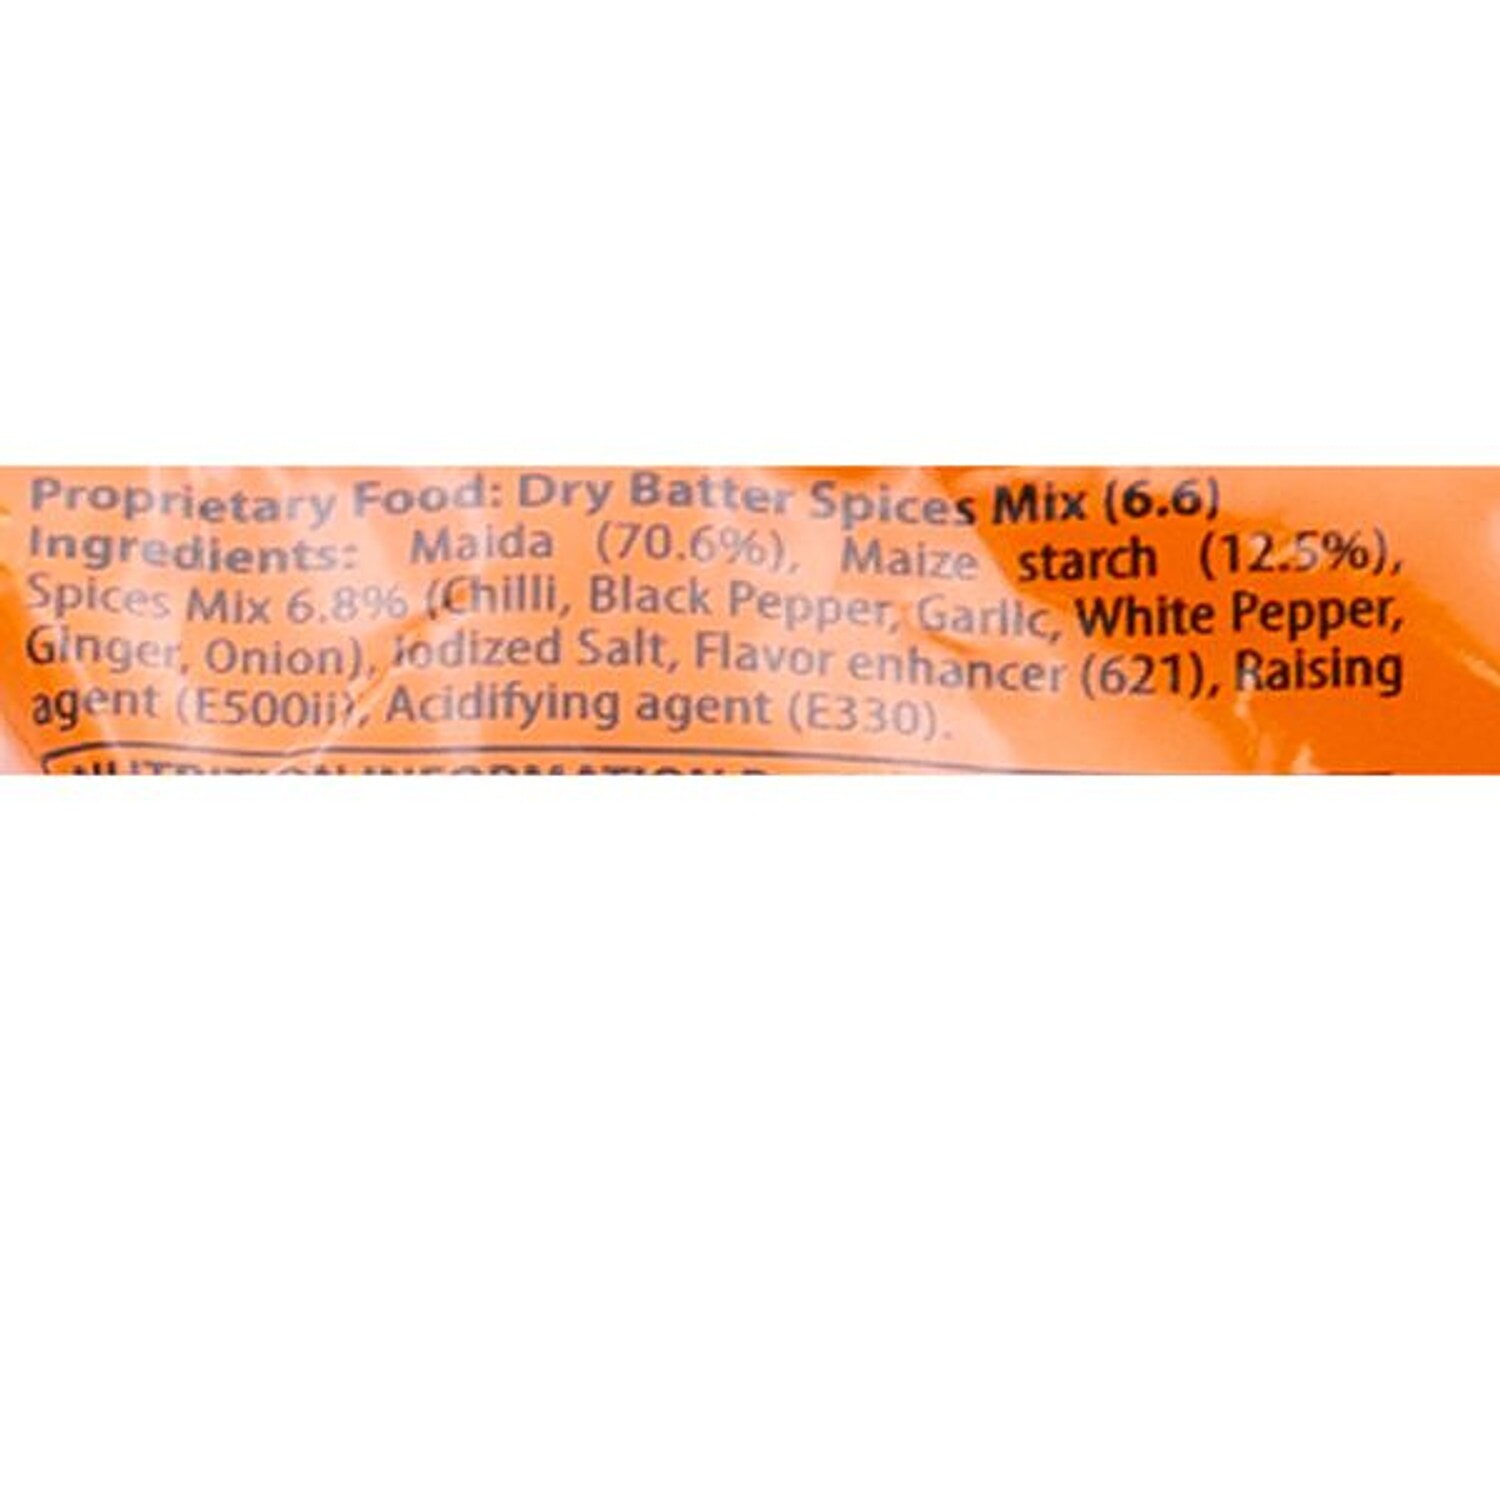 Proprietary Food: Dry Batter Spices Mix (6.6)
Ingredients: Maida (70.6%), Maize starch (12.5%),
Spices Mix 6.8% (Chilli, Black Pepper, Garlic, White Pepper,
Ginger, Onion), iodized Salt, Flavor enhancer (621), Raising
agent (E500ii), Acidifying agent (E330).
NUTRITION INFORMATION